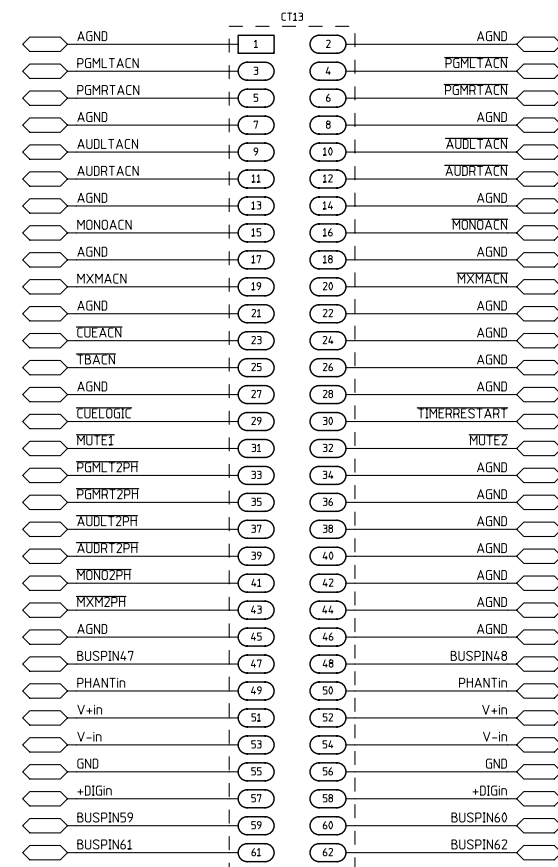 CT13
AGND 1 2 AGND
PGMLTACN 3 4 PGMLTACN
PGMRTACN 5 6 PGMRTACN
AGND 7 8 AGND
AUDLTACN 9 10 AUDLTACN
AUDRTACN 11 12 AUDRTACN
AGND 13 14 AGND
MONOACN 15 16 MONOACN
AGND 17 18 AGND
MXMACN 19 20 MXMACN
AGND 21 22 AGND
CUEACN 23 24 AGND
TBACN 25 26 AGND
AGND 27 28 AGND
CUELOGIC 29 30 TIMERRESTART
MUTE1 31 32 MUTE2
PGMLT2PH 33 34 AGND
PGMRT2PH 35 36 AGND
AUDLT2PH 37 38 AGND
AUDRT2PH 39 40 AGND
MONO2PH 41 42 AGND
MXM2PH 43 44 AGND
AGND 45 46 AGND
BUSPIN47 47 48 BUSPIN48
PHANTin 49 50 PHANTin
V+in 51 52 V+in
V-in 53 54 V-in
GND 55 56 GND
+DIGin 57 58 +DIGin
BUSPIN59 59 60 BUSPIN60
BUSPIN61 61 62 BUSPIN62